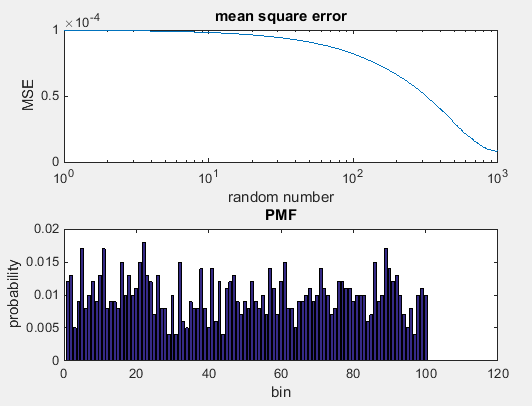 mean square error
×10⁻⁴
1
0.5
0
MSE
10⁰ 10¹ 10² 10³
random number
PMF
0.02
0.015
0.01
0.005
0
probability
0 20 40 60 80 100 120
bin